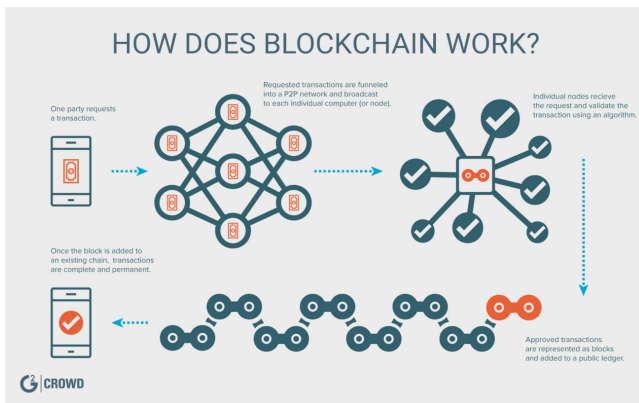 HOW DOES BLOCKCHAIN WORK?
One party requests
a transaction.
Requested transactions are funneled
into a P2P network and broadcast
to each individual computer (or node).
Individual nodes recieve
the request and validate the
transaction using an algorithm.
Once the block is added to
an existing chain, transactions
are complete and permanent.
Approved transactions
are represented as blocks
and added to a public ledger.
G2 CROWD